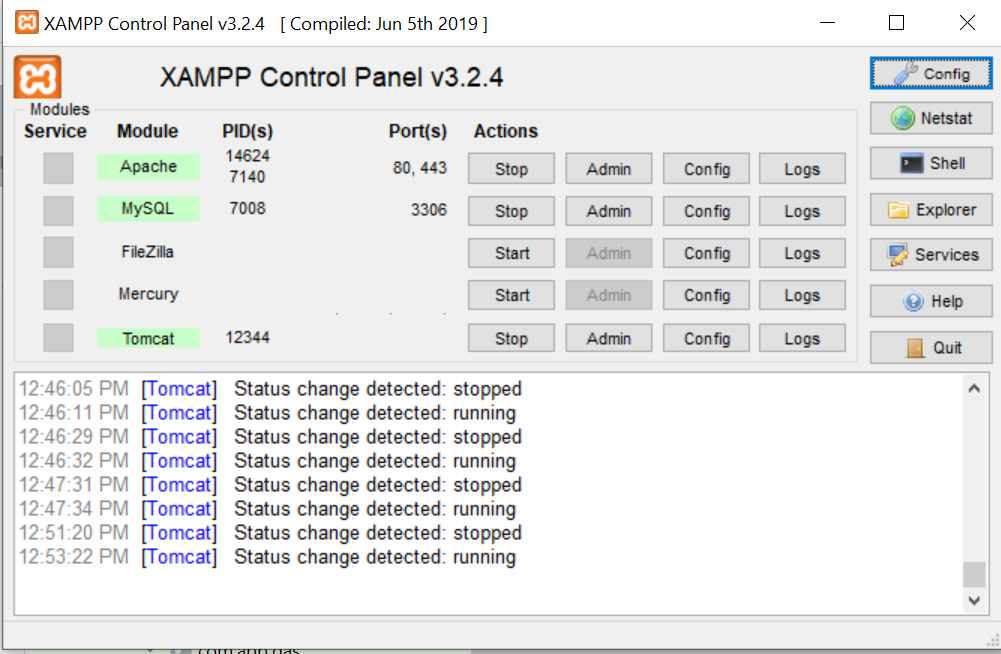 XAMPP Control Panel v3.2.4 [ Compiled: Jun 5th 2019 ]
XAMPP Control Panel v3.2.4
Config
Modules
Service Module PID(s) Port(s) Actions
Netstat
Apache 14624 7140 80, 443 Stop Admin Config Logs
Shell
MySQL 7008 3306 Stop Admin Config Logs
Explorer
FileZilla Start Admin Config Logs
Services
Mercury Start Admin Config Logs
Help
Tomcat 12344 Stop Admin Config Logs
Quit
12:46:05 PM [Tomcat] Status change detected: stopped
12:46:11 PM [Tomcat] Status change detected: running
12:46:29 PM [Tomcat] Status change detected: stopped
12:46:32 PM [Tomcat] Status change detected: running
12:47:31 PM [Tomcat] Status change detected: stopped
12:47:34 PM [Tomcat] Status change detected: running
12:51:20 PM [Tomcat] Status change detected: stopped
12:53:22 PM [Tomcat] Status change detected: running